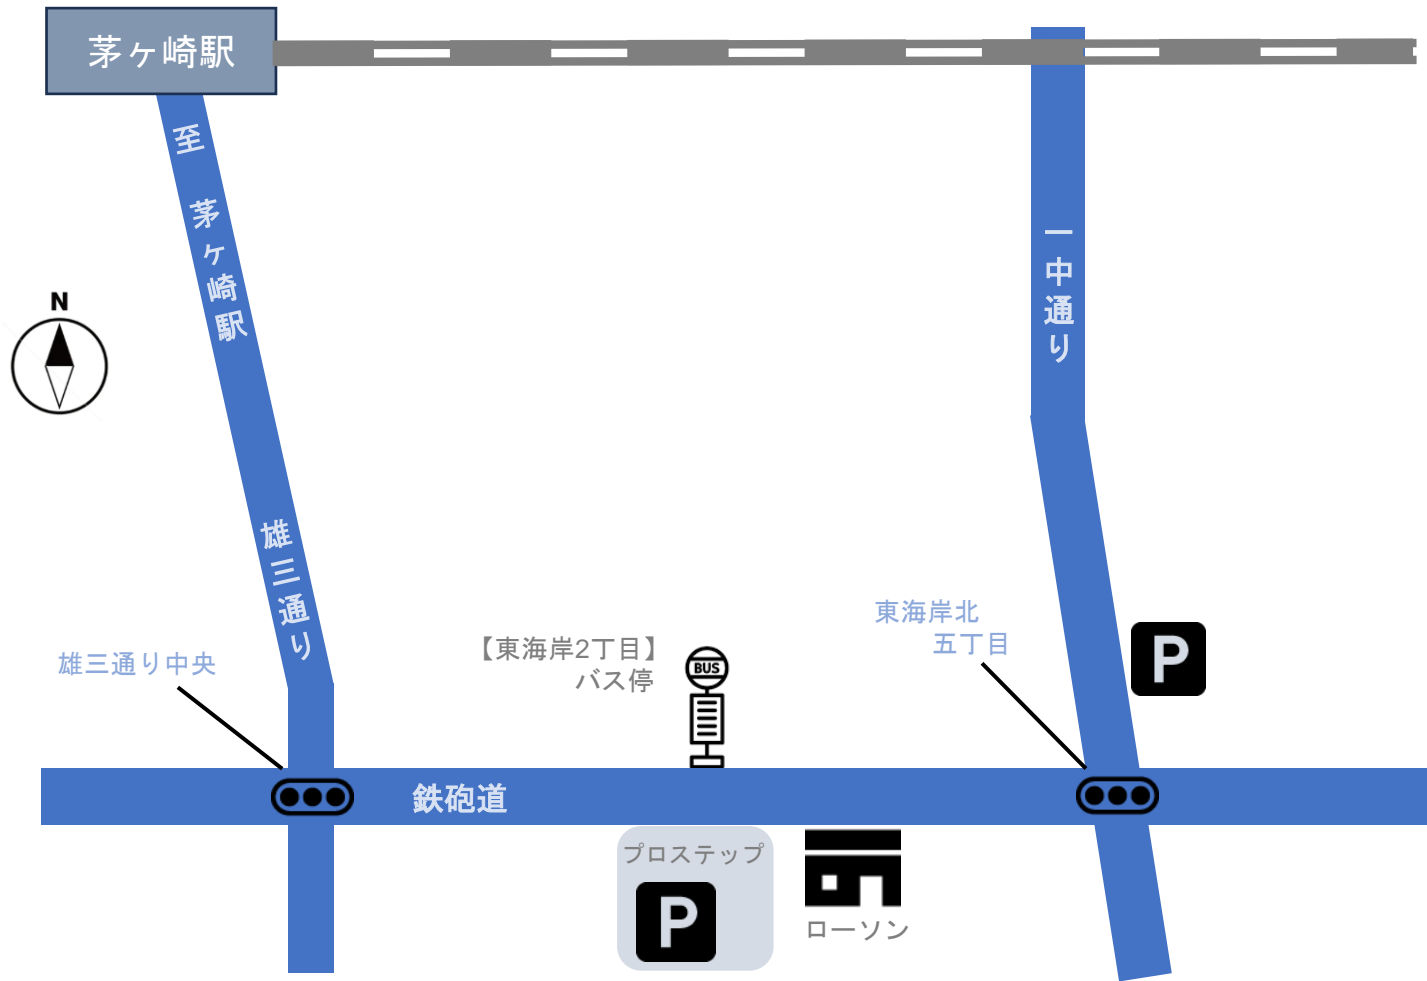 茅ヶ崎駅
至 茅ヶ崎駅
一中通り
N
雄三通り
東海岸北
五丁目
【東海岸2丁目】
バス停
雄三通り中央
BUS
P
鉄砲道
プロステップ
P
ローソン